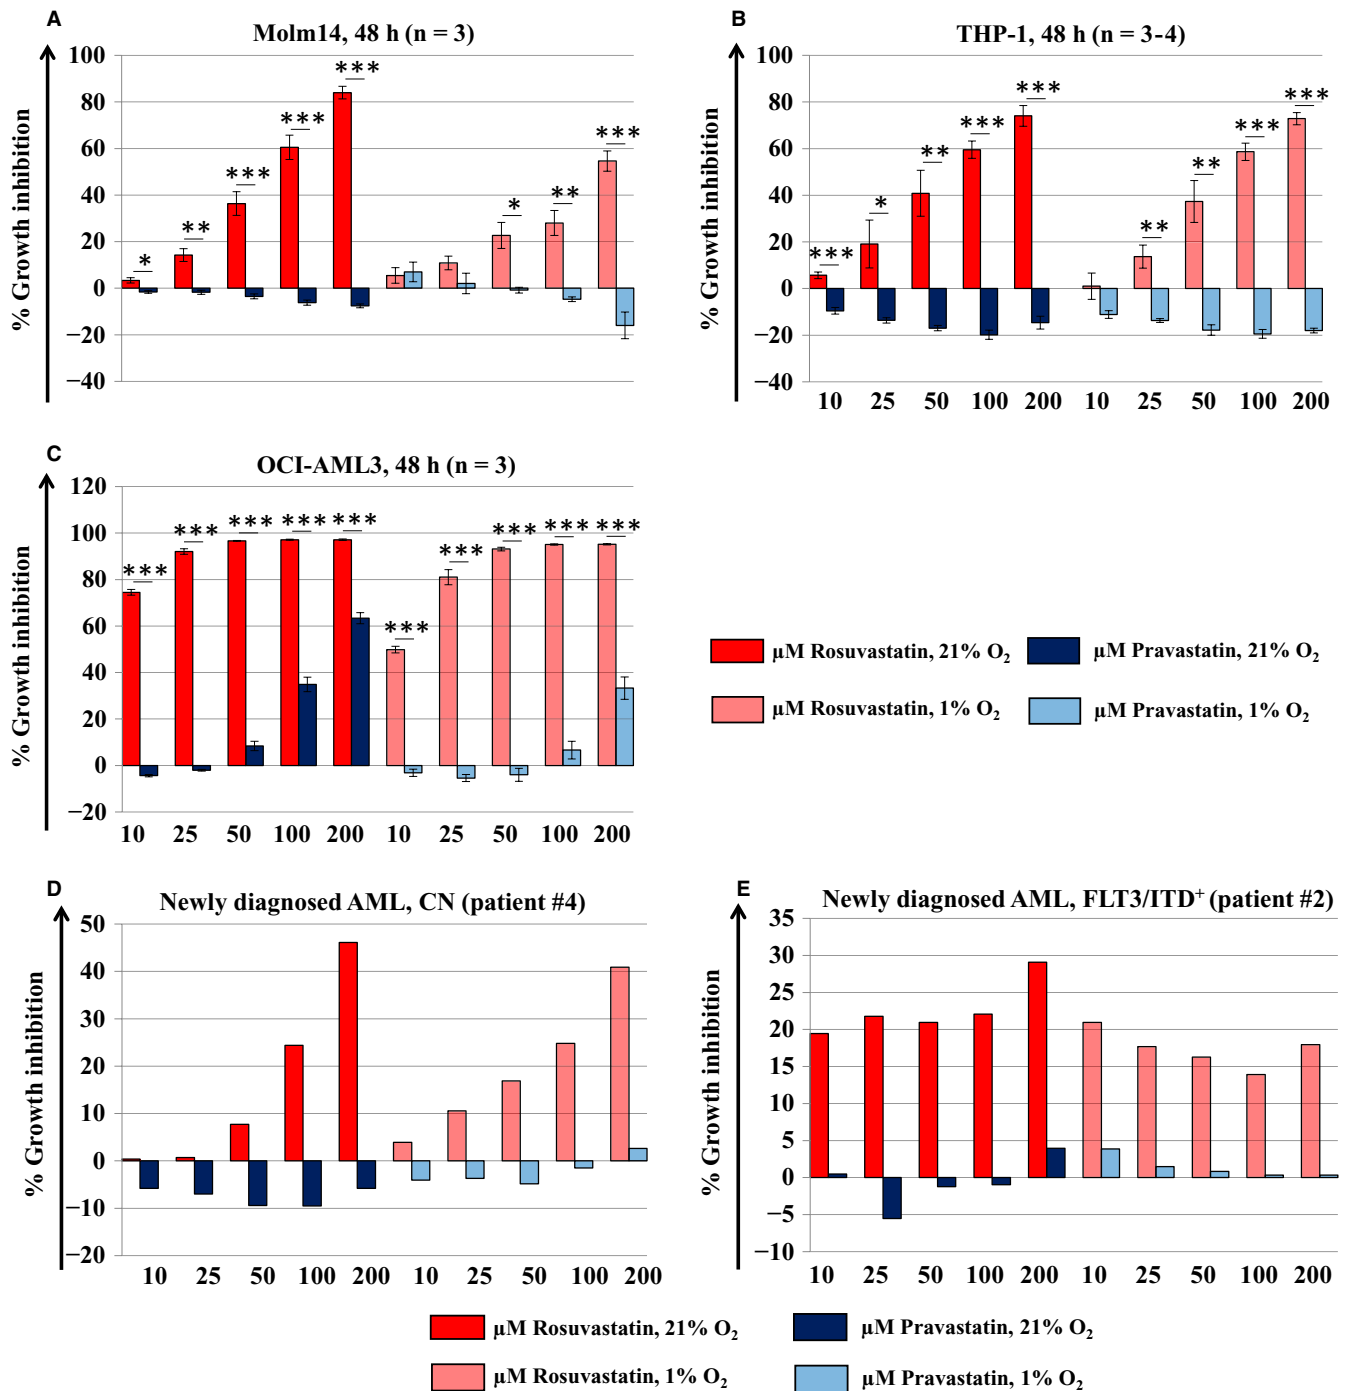 A
Molm14, 48 h (n = 3)
% Growth inhibition
100
80
60
40
20
0
−20
−40
*
**
***
***
***
*
**
***
B
THP-1, 48 h (n = 3-4)
% Growth inhibition
100
80
60
40
20
0
−20
−40
***
*
**
***
***
**
**
***
***
10 25 50 100 200 10 25 50 100 200
C
OCI-AML3, 48 h (n = 3)
% Growth inhibition
120
100
80
60
40
20
0
−20
***
***
***
***
***
***
***
***
***
***
10 25 50 100 200 10 25 50 100 200
µM Rosuvastatin, 21% O₂
µM Pravastatin, 21% O₂
µM Rosuvastatin, 1% O₂
µM Pravastatin, 1% O₂
D
Newly diagnosed AML, CN (patient #4)
% Growth inhibition
50
40
30
20
10
0
−10
−20
10 25 50 100 200 10 25 50 100 200
E
Newly diagnosed AML, FLT3/ITD⁺ (patient #2)
% Growth inhibition
35
30
25
20
15
10
5
0
−5
−10
10 25 50 100 200 10 25 50 100 200
µM Rosuvastatin, 21% O₂
µM Pravastatin, 21% O₂
µM Rosuvastatin, 1% O₂
µM Pravastatin, 1% O₂